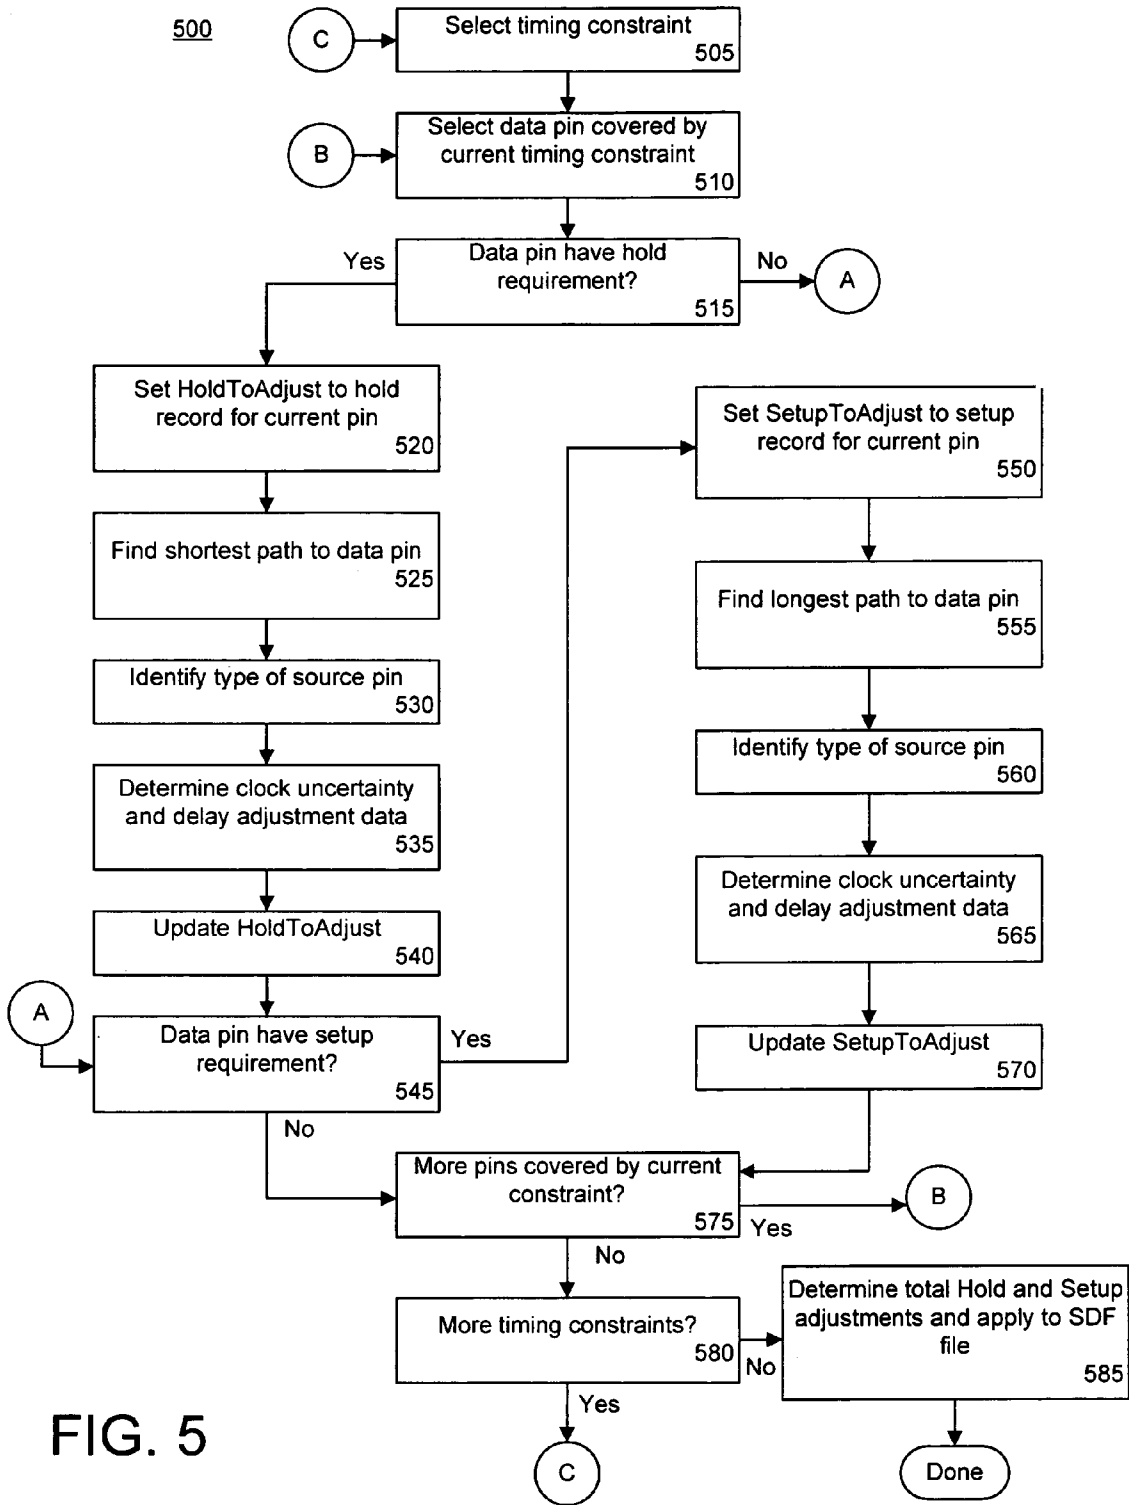 500
C
Select timing constraint
505
B
Select data pin covered by
current timing constraint
510
Yes
Data pin have hold
requirement?
515
No
A
Set HoldToAdjust to hold
record for current pin
520
Find shortest path to data pin
525
Identify type of source pin
530
Determine clock uncertainty
and delay adjustment data
535
Update HoldToAdjust
540
A
Data pin have setup
requirement?
545
Yes
No
Set SetupToAdjust to setup
record for current pin
550
Find longest path to data pin
555
Identify type of source pin
560
Determine clock uncertainty
and delay adjustment data
565
Update SetupToAdjust
570
More pins covered by current
constraint?
575
Yes
B
No
More timing constraints?
580
No
Determine total Hold and Setup
adjustments and apply to SDF
file
585
Yes
C
Done
FIG. 5